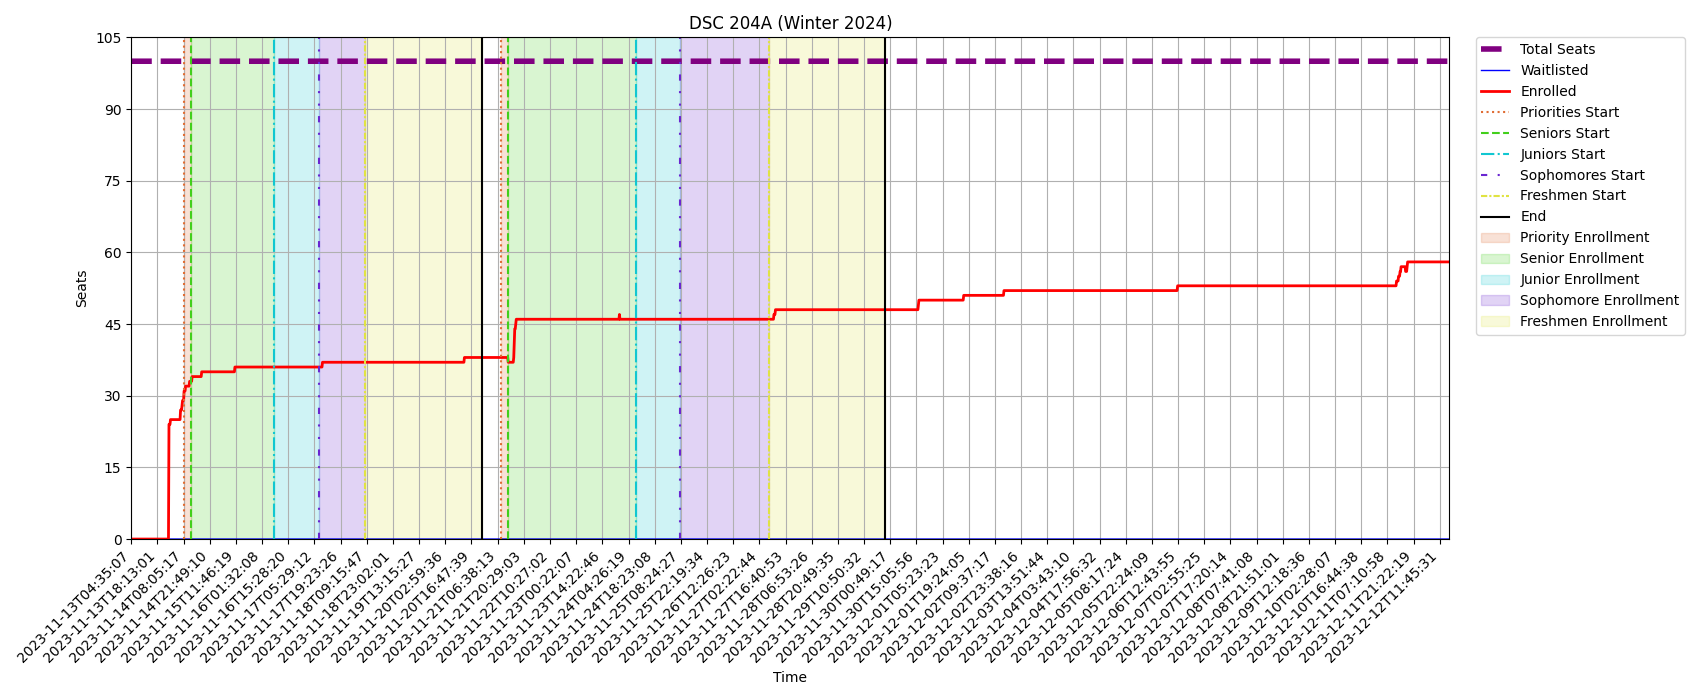 DSC 204A (Winter 2024)
105
90
75
60
45
30
15
0
Seats
2023-11-13T04:35:07
2023-11-13T18:13:01
2023-11-14T08:05:17
2023-11-14T21:49:10
2023-11-15T11:46:19
2023-11-16T01:32:08
2023-11-16T15:28:20
2023-11-17T05:29:12
2023-11-17T19:23:26
2023-11-18T09:15:47
2023-11-18T23:02:01
2023-11-19T13:15:27
2023-11-20T02:59:36
2023-11-20T16:47:39
2023-11-21T06:38:13
2023-11-21T20:29:03
2023-11-22T10:27:02
2023-11-23T00:22:07
2023-11-23T14:22:46
2023-11-24T04:26:19
2023-11-24T18:23:08
2023-11-25T08:24:27
2023-11-25T22:19:34
2023-11-26T12:26:23
2023-11-27T02:22:44
2023-11-27T16:40:53
2023-11-28T06:53:26
2023-11-28T20:49:35
2023-11-29T10:50:32
2023-11-30T00:49:17
2023-11-30T15:05:56
2023-12-01T05:23:23
2023-12-01T19:24:05
2023-12-02T09:37:17
2023-12-02T23:38:16
2023-12-03T13:51:44
2023-12-04T03:43:10
2023-12-04T17:56:32
2023-12-05T08:17:24
2023-12-05T22:24:09
2023-12-06T12:43:55
2023-12-07T02:55:25
2023-12-07T17:20:14
2023-12-08T07:41:08
2023-12-08T21:51:01
2023-12-09T12:18:36
2023-12-10T02:28:07
2023-12-10T16:44:38
2023-12-11T07:10:58
2023-12-11T21:22:19
2023-12-12T11:45:31
Time
Total Seats
Waitlisted
Enrolled
Priorities Start
Seniors Start
Juniors Start
Sophomores Start
Freshmen Start
End
Priority Enrollment
Senior Enrollment
Junior Enrollment
Sophomore Enrollment
Freshmen Enrollment